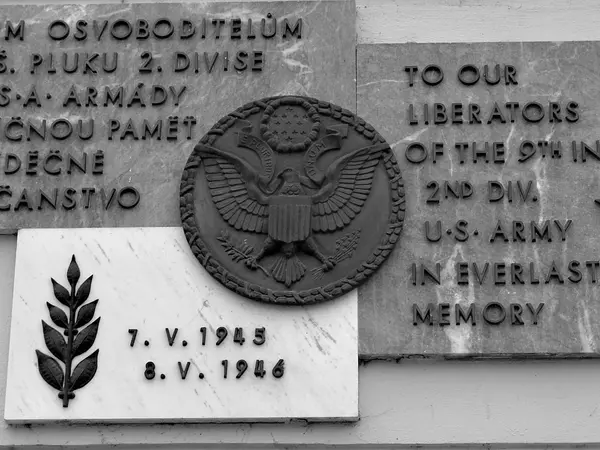 M OSVOBODITELŮM
Š. PLUKU 2. DIVISE
S·A· ARMÁDY
ČNOU PAMĚT
DĚČNÉ
ČANSTVO
7. V. 1945
8. V. 1946
TO OUR
LIBERATORS
OF THE 9TH IN
2ND DIV.
U·S· ARMY
IN EVERLAST
MEMORY